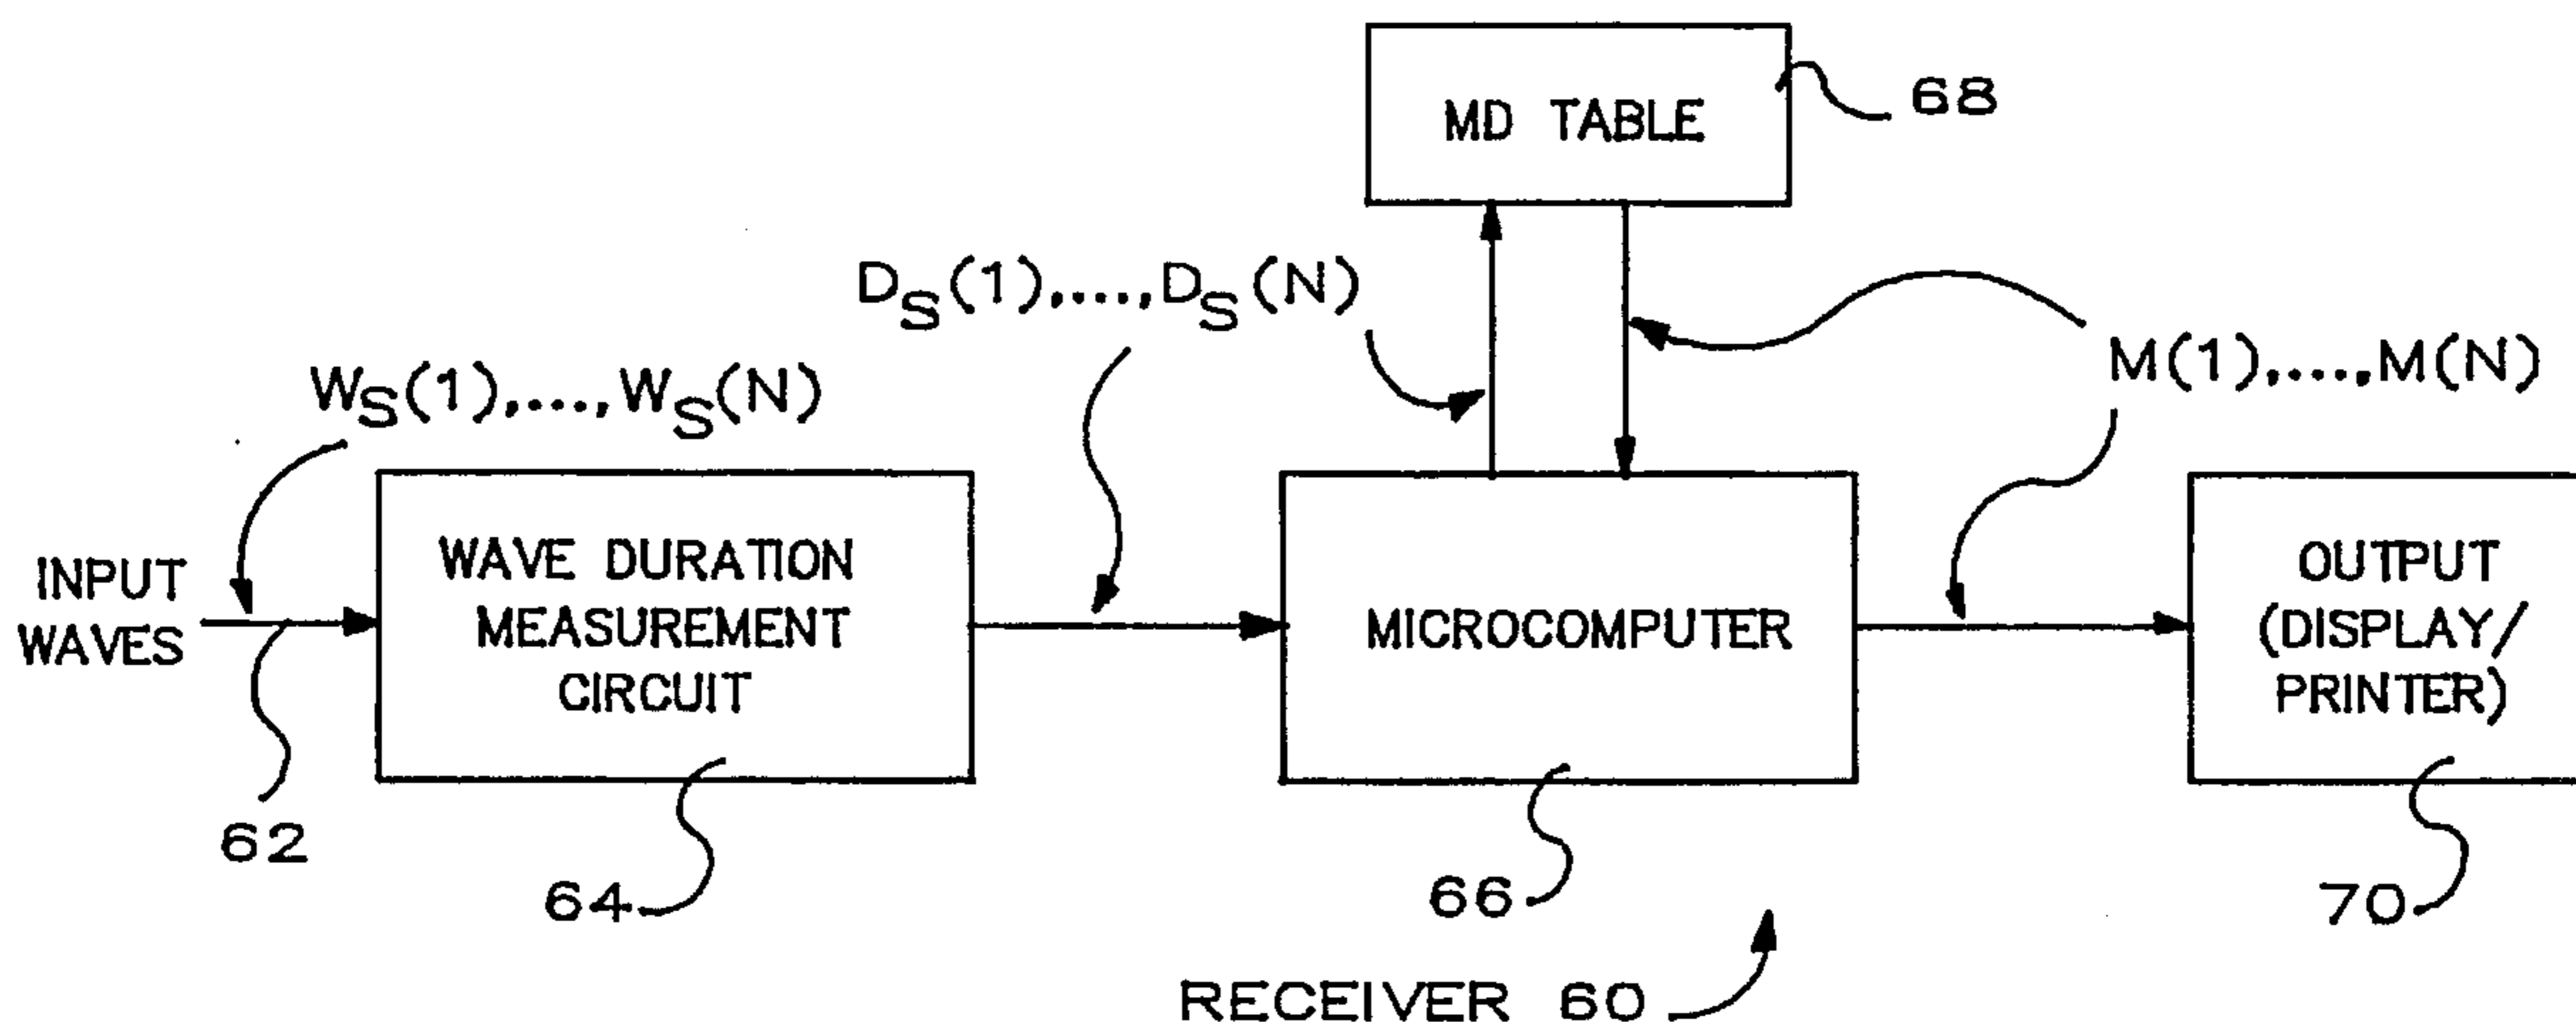 MD TABLE
68
DS(1),....,DS(N)
WS(1),....,WS(N)
M(1),....,M(N)
INPUT
WAVES
WAVE DURATION
MEASUREMENT
CIRCUIT
MICROCOMPUTER
OUTPUT
(DISPLAY/
PRINTER)
62
64
66
70
RECEIVER 60